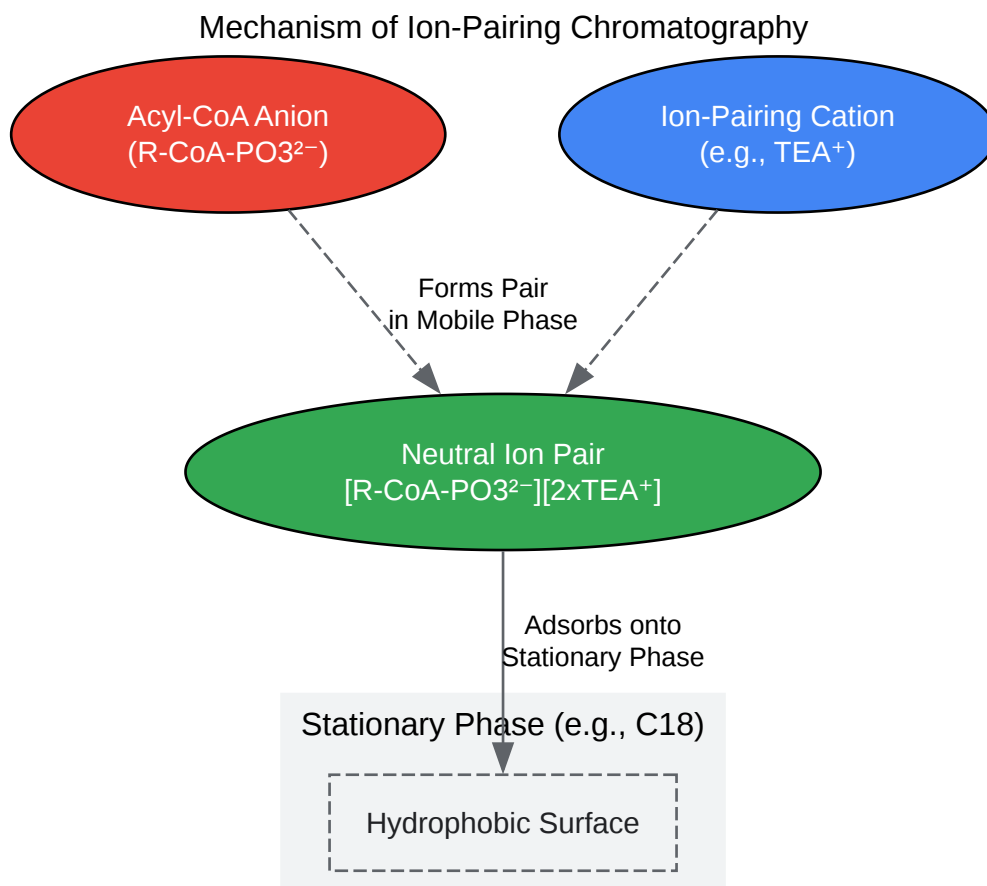 Mechanism of Ion-Pairing Chromatography
Acyl-CoA Anion
(R-CoA-PO3²⁻)
Ion-Pairing Cation
(e.g., TEA⁺)
Forms Pair
in Mobile Phase
Neutral Ion Pair
[R-CoA-PO3²⁻][2xTEA⁺]
Adsorbs onto
Stationary Phase
Stationary Phase (e.g., C18)
Hydrophobic Surface